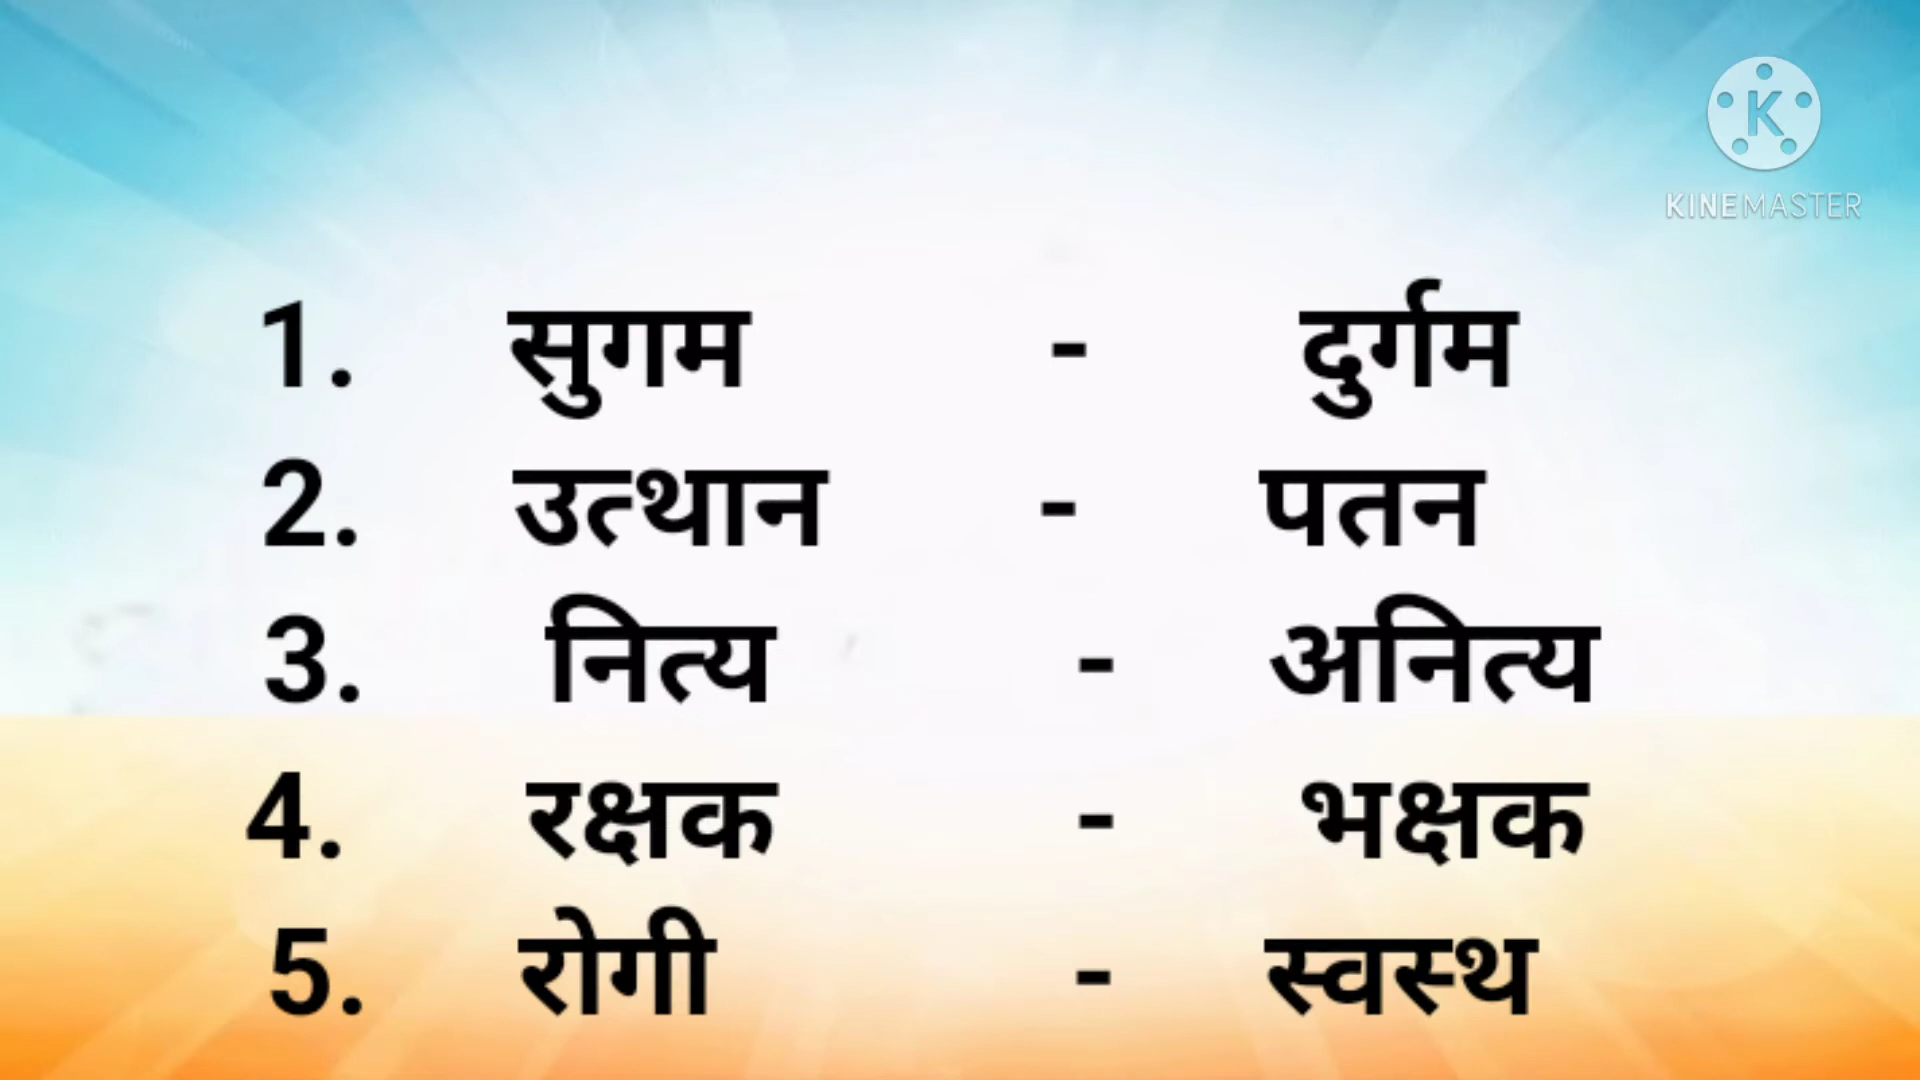 K
KINEMASTER
1. सुगम - दुर्गम
2. उत्थान - पतन
3. नित्य - अनित्य
4. रक्षक - भक्षक
5. रोगी - स्वस्थ